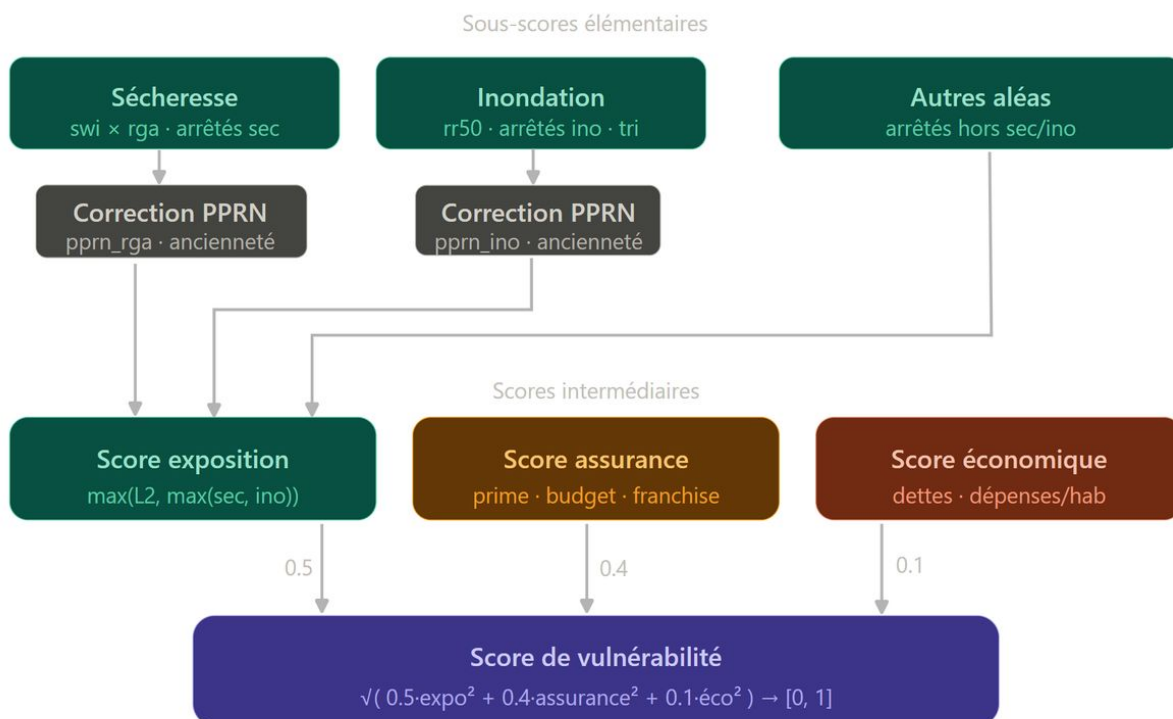 Sous-scores élémentaires
Sécheresse
swi × rga · arrêtés sec
Inondation
rr50 · arrêtés ino · tri
Autres aléas
arrêtés hors sec/ino
Correction PPRN
pprn_rga · ancienneté
Correction PPRN
pprn_ino · ancienneté
Scores intermédiaires
Score exposition
max(L2, max(sec, ino))
Score assurance
prime · budget · franchise
Score économique
dettes · dépenses/hab
0.5
0.4
0.1
Score de vulnérabilité
√( 0.5·expo² + 0.4·assurance² + 0.1·éco² ) → [0, 1]